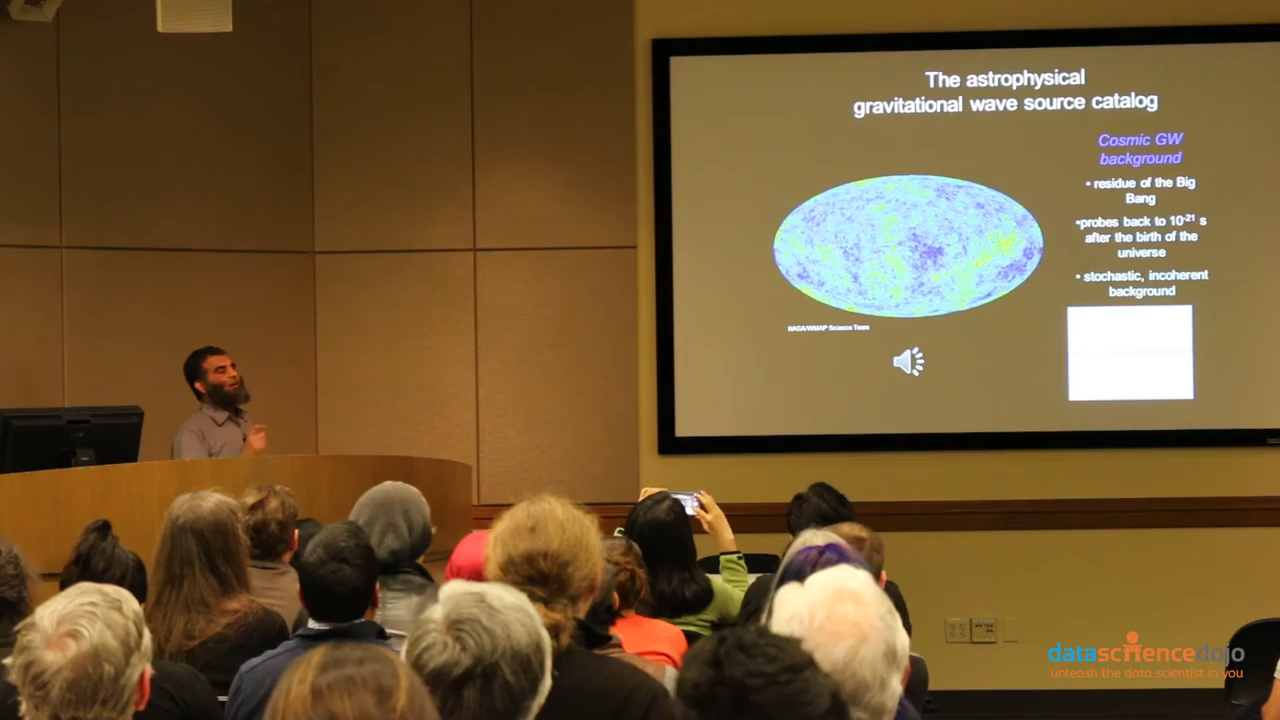 The astrophysical
gravitational wave source catalog
Cosmic GW
background
• residue of the Big
Bang
•probes back to 10⁻²¹ s
after the birth of the
universe
• stochastic, incoherent
background
NASA/WMAP Science Team
datasciencedojo
unleash the data scientist in you